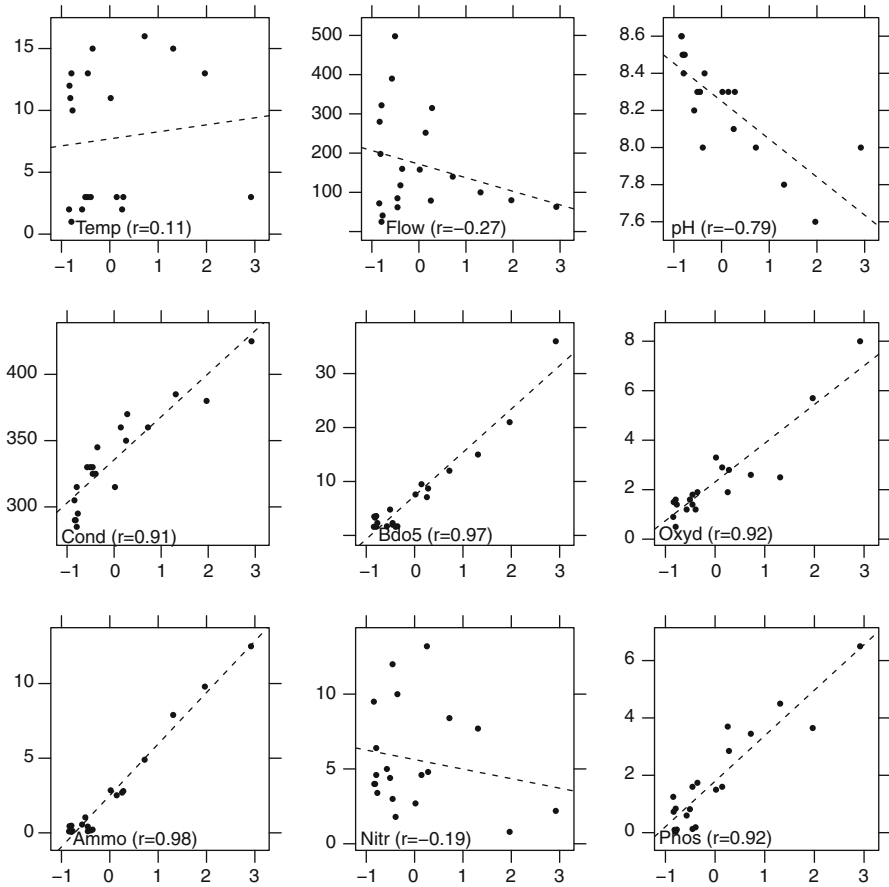 15
10
5
0
Temp (r=0.11)
−1 0 1 2 3
500
400
300
200
100
Flow (r=−0.27)
−1 0 1 2 3
8.6
8.4
8.2
8.0
7.8
7.6
pH (r=−0.79)
−1 0 1 2 3
400
350
300
Cond (r=0.91)
−1 0 1 2 3
30
20
10
0
Bdo5 (r=0.97)
−1 0 1 2 3
8
6
4
2
0
Oxyd (r=0.92)
−1 0 1 2 3
10
5
0
Ammo (r=0.98)
−1 0 1 2 3
10
5
0
Nitr (r=−0.19)
−1 0 1 2 3
6
4
2
0
Phos (r=0.92)
−1 0 1 2 3